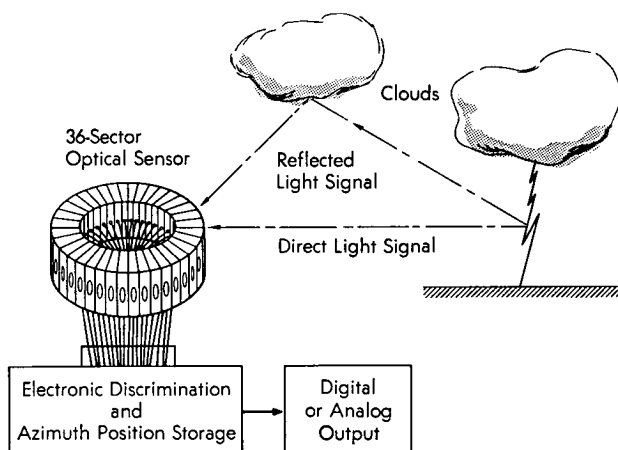 Clouds
36-Sector
Optical Sensor
Reflected
Light Signal
Direct Light Signal
Electronic Discrimination
and
Azimuth Position Storage
Digital
or Analog
Output